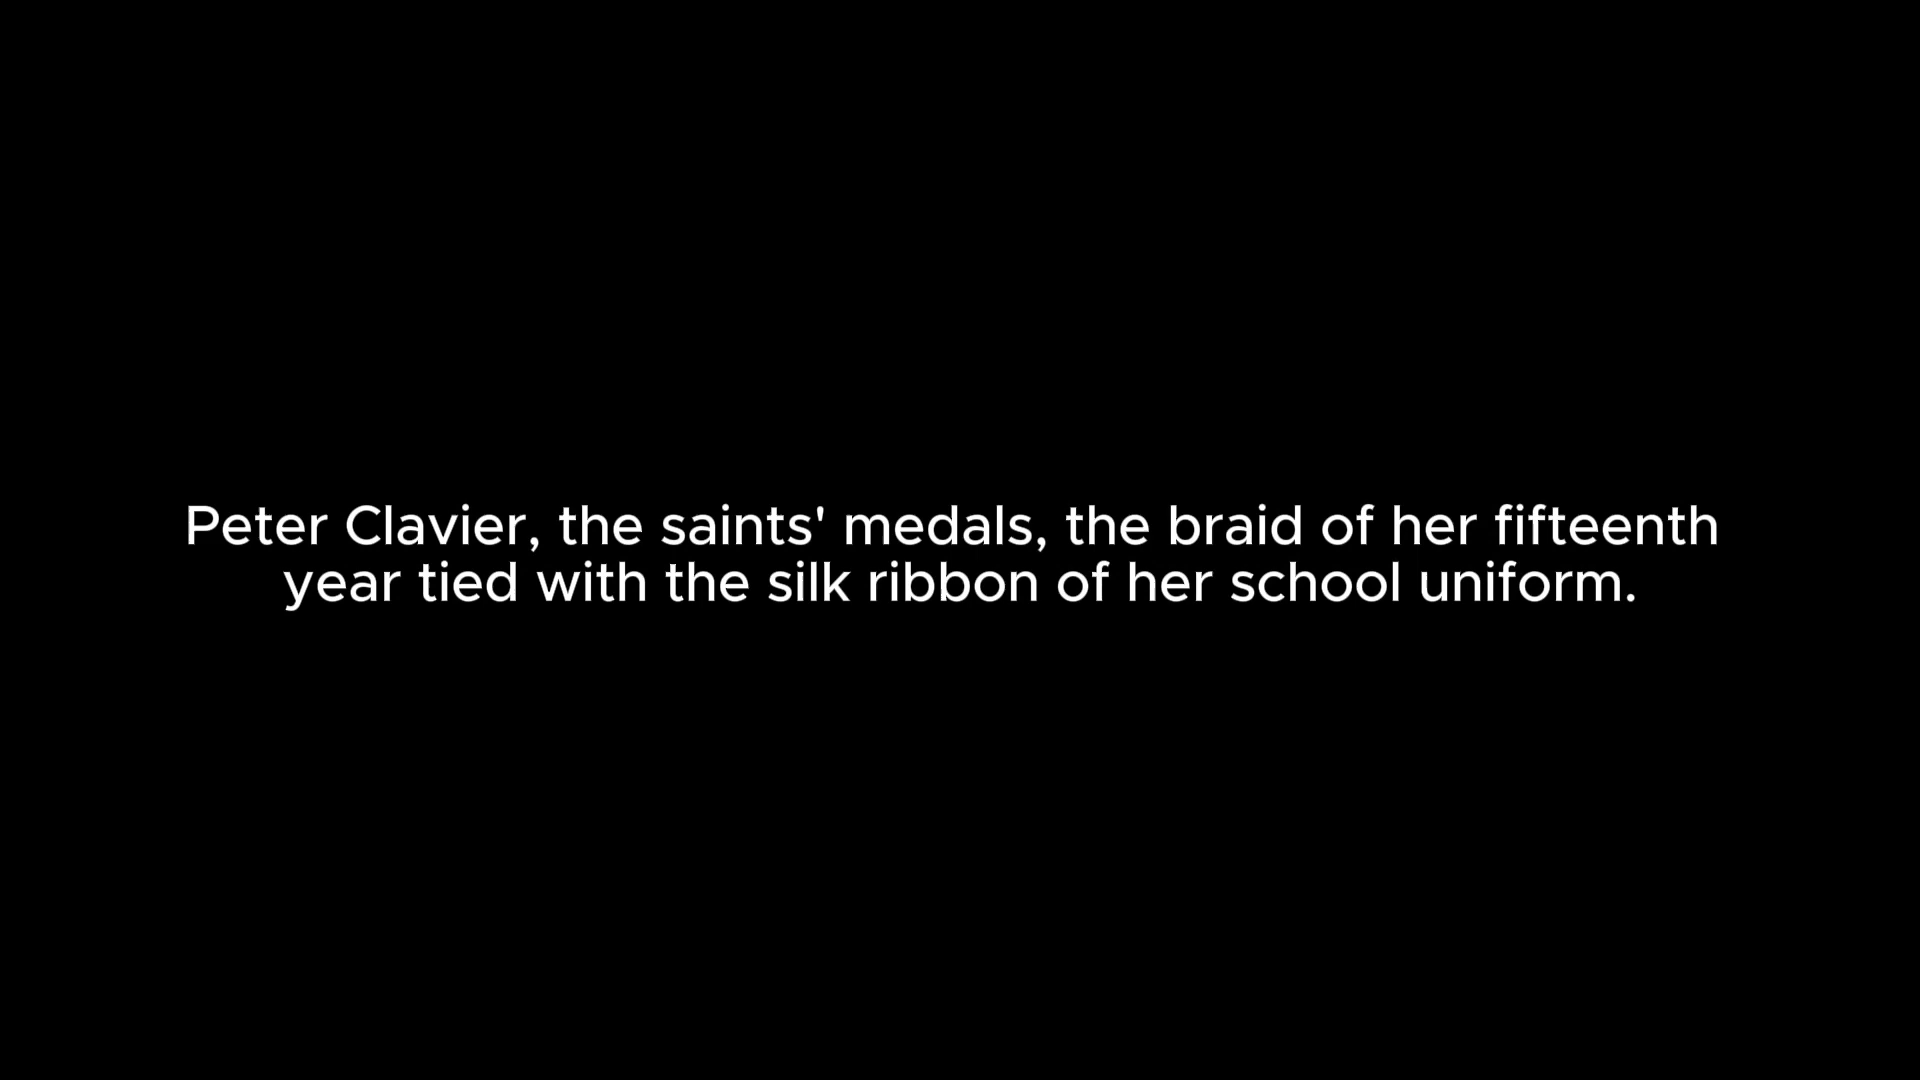 Peter Clavier, the saints' medals, the braid of her fifteenth
year tied with the silk ribbon of her school uniform.